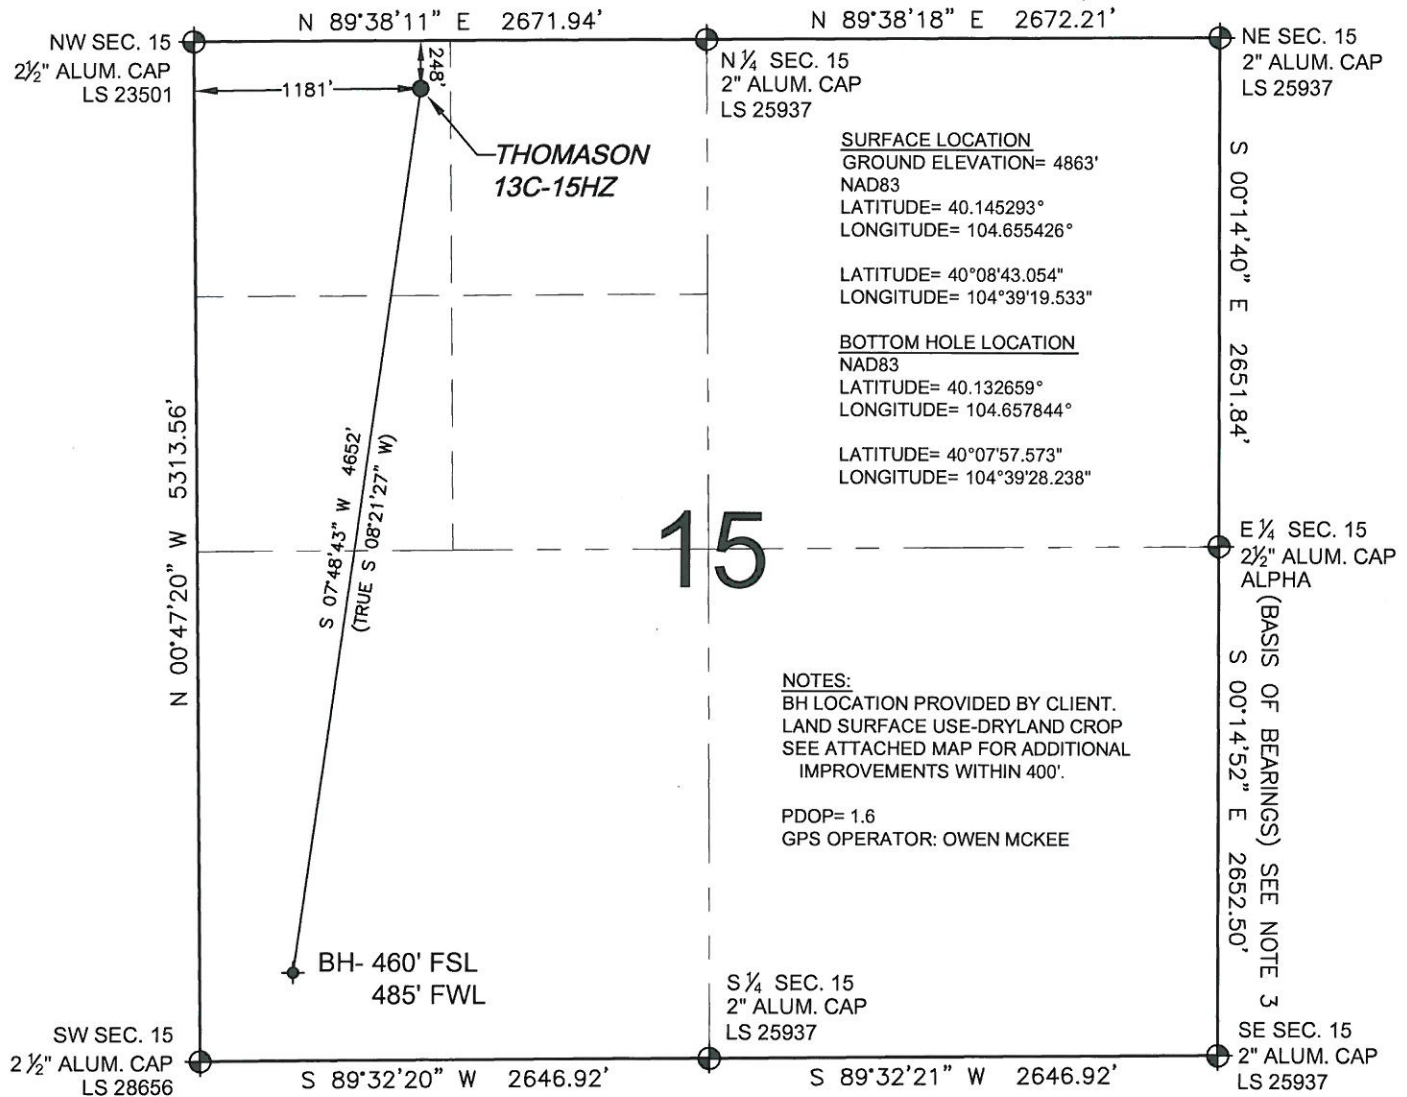 N 89°38'11" E 2671.94'
N 89°38'18" E 2672.21'
NW SEC. 15
2½" ALUM. CAP
LS 23501
1181'
248'
N ¼ SEC. 15
2" ALUM. CAP
LS 25937
NE SEC. 15
2" ALUM. CAP
LS 25937
THOMASON
13C-15HZ
SURFACE LOCATION
GROUND ELEVATION= 4863'
NAD83
LATITUDE= 40.145293°
LONGITUDE= 104.655426°
LATITUDE= 40°08'43.054"
LONGITUDE= 104°39'19.533"
BOTTOM HOLE LOCATION
NAD83
LATITUDE= 40.132659°
LONGITUDE= 104.657844°
LATITUDE= 40°07'57.573"
LONGITUDE= 104°39'28.238"
S 00°14'40" E 2651.84'
N 00°47'20" W 5313.56'
S 07°48'43" W 4652'
(TRUE S 08°21'27" W)
15
E ¼ SEC. 15
2½" ALUM. CAP
ALPHA
(BASIS OF BEARINGS) SEE NOTE 3
S 00°14'52" E 2652.50'
NOTES:
BH LOCATION PROVIDED BY CLIENT.
LAND SURFACE USE-DRYLAND CROP
SEE ATTACHED MAP FOR ADDITIONAL
IMPROVEMENTS WITHIN 400'.
PDOP= 1.6
GPS OPERATOR: OWEN MCKEE
BH- 460' FSL
485' FWL
SW SEC. 15
2 ½" ALUM. CAP
LS 28656
S 89°32'20" W 2646.92'
S ¼ SEC. 15
2" ALUM. CAP
LS 25937
S 89°32'21" W 2646.92'
SE SEC. 15
2" ALUM. CAP
LS 25937